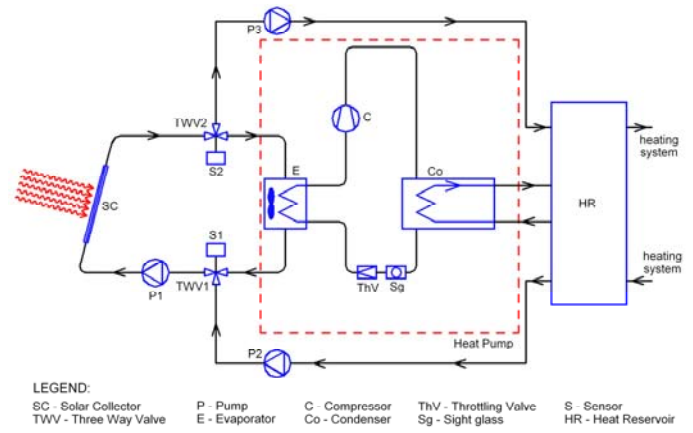 P3
TWV2
C
S2
E
Co
heating
system
SC
HR
S1
heating
system
P1
TWV1
ThV
Sg
Heat Pump
P2
LEGEND:
SC - Solar Collector P - Pump C - Compressor ThV - Throttling Valve S - Sensor
TWV - Three Way Valve E - Evaporator Co - Condenser Sg - Sight glass HR - Heat Reservoir